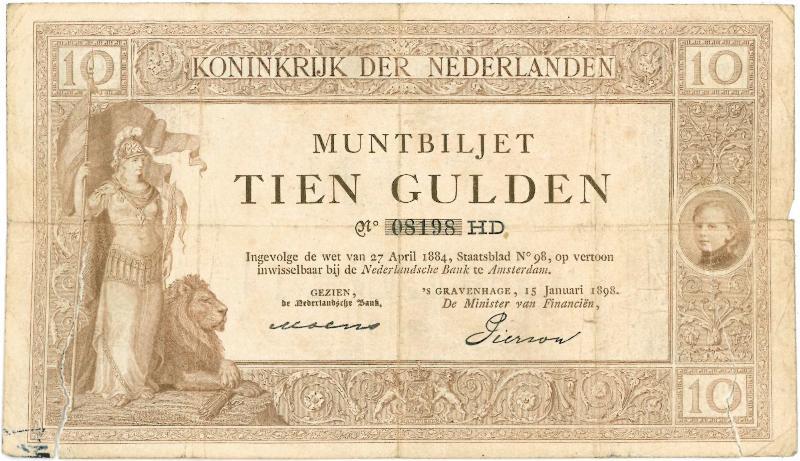 10
KONINKRIJK DER NEDERLANDEN
10
MUNTBILJET
TIEN GULDEN
No 08198 HD
Ingevolge de wet van 27 April 1884, Staatsblad No 98, op vertoon
inwisselbaar bij de Nederlandsche Bank te Amsterdam.
GEZIEN,
de Nederlandsche Bank,
'S GRAVENHAGE, 15 Januari 1898.
De Minister van Financiën,
Moens
Pierson
10